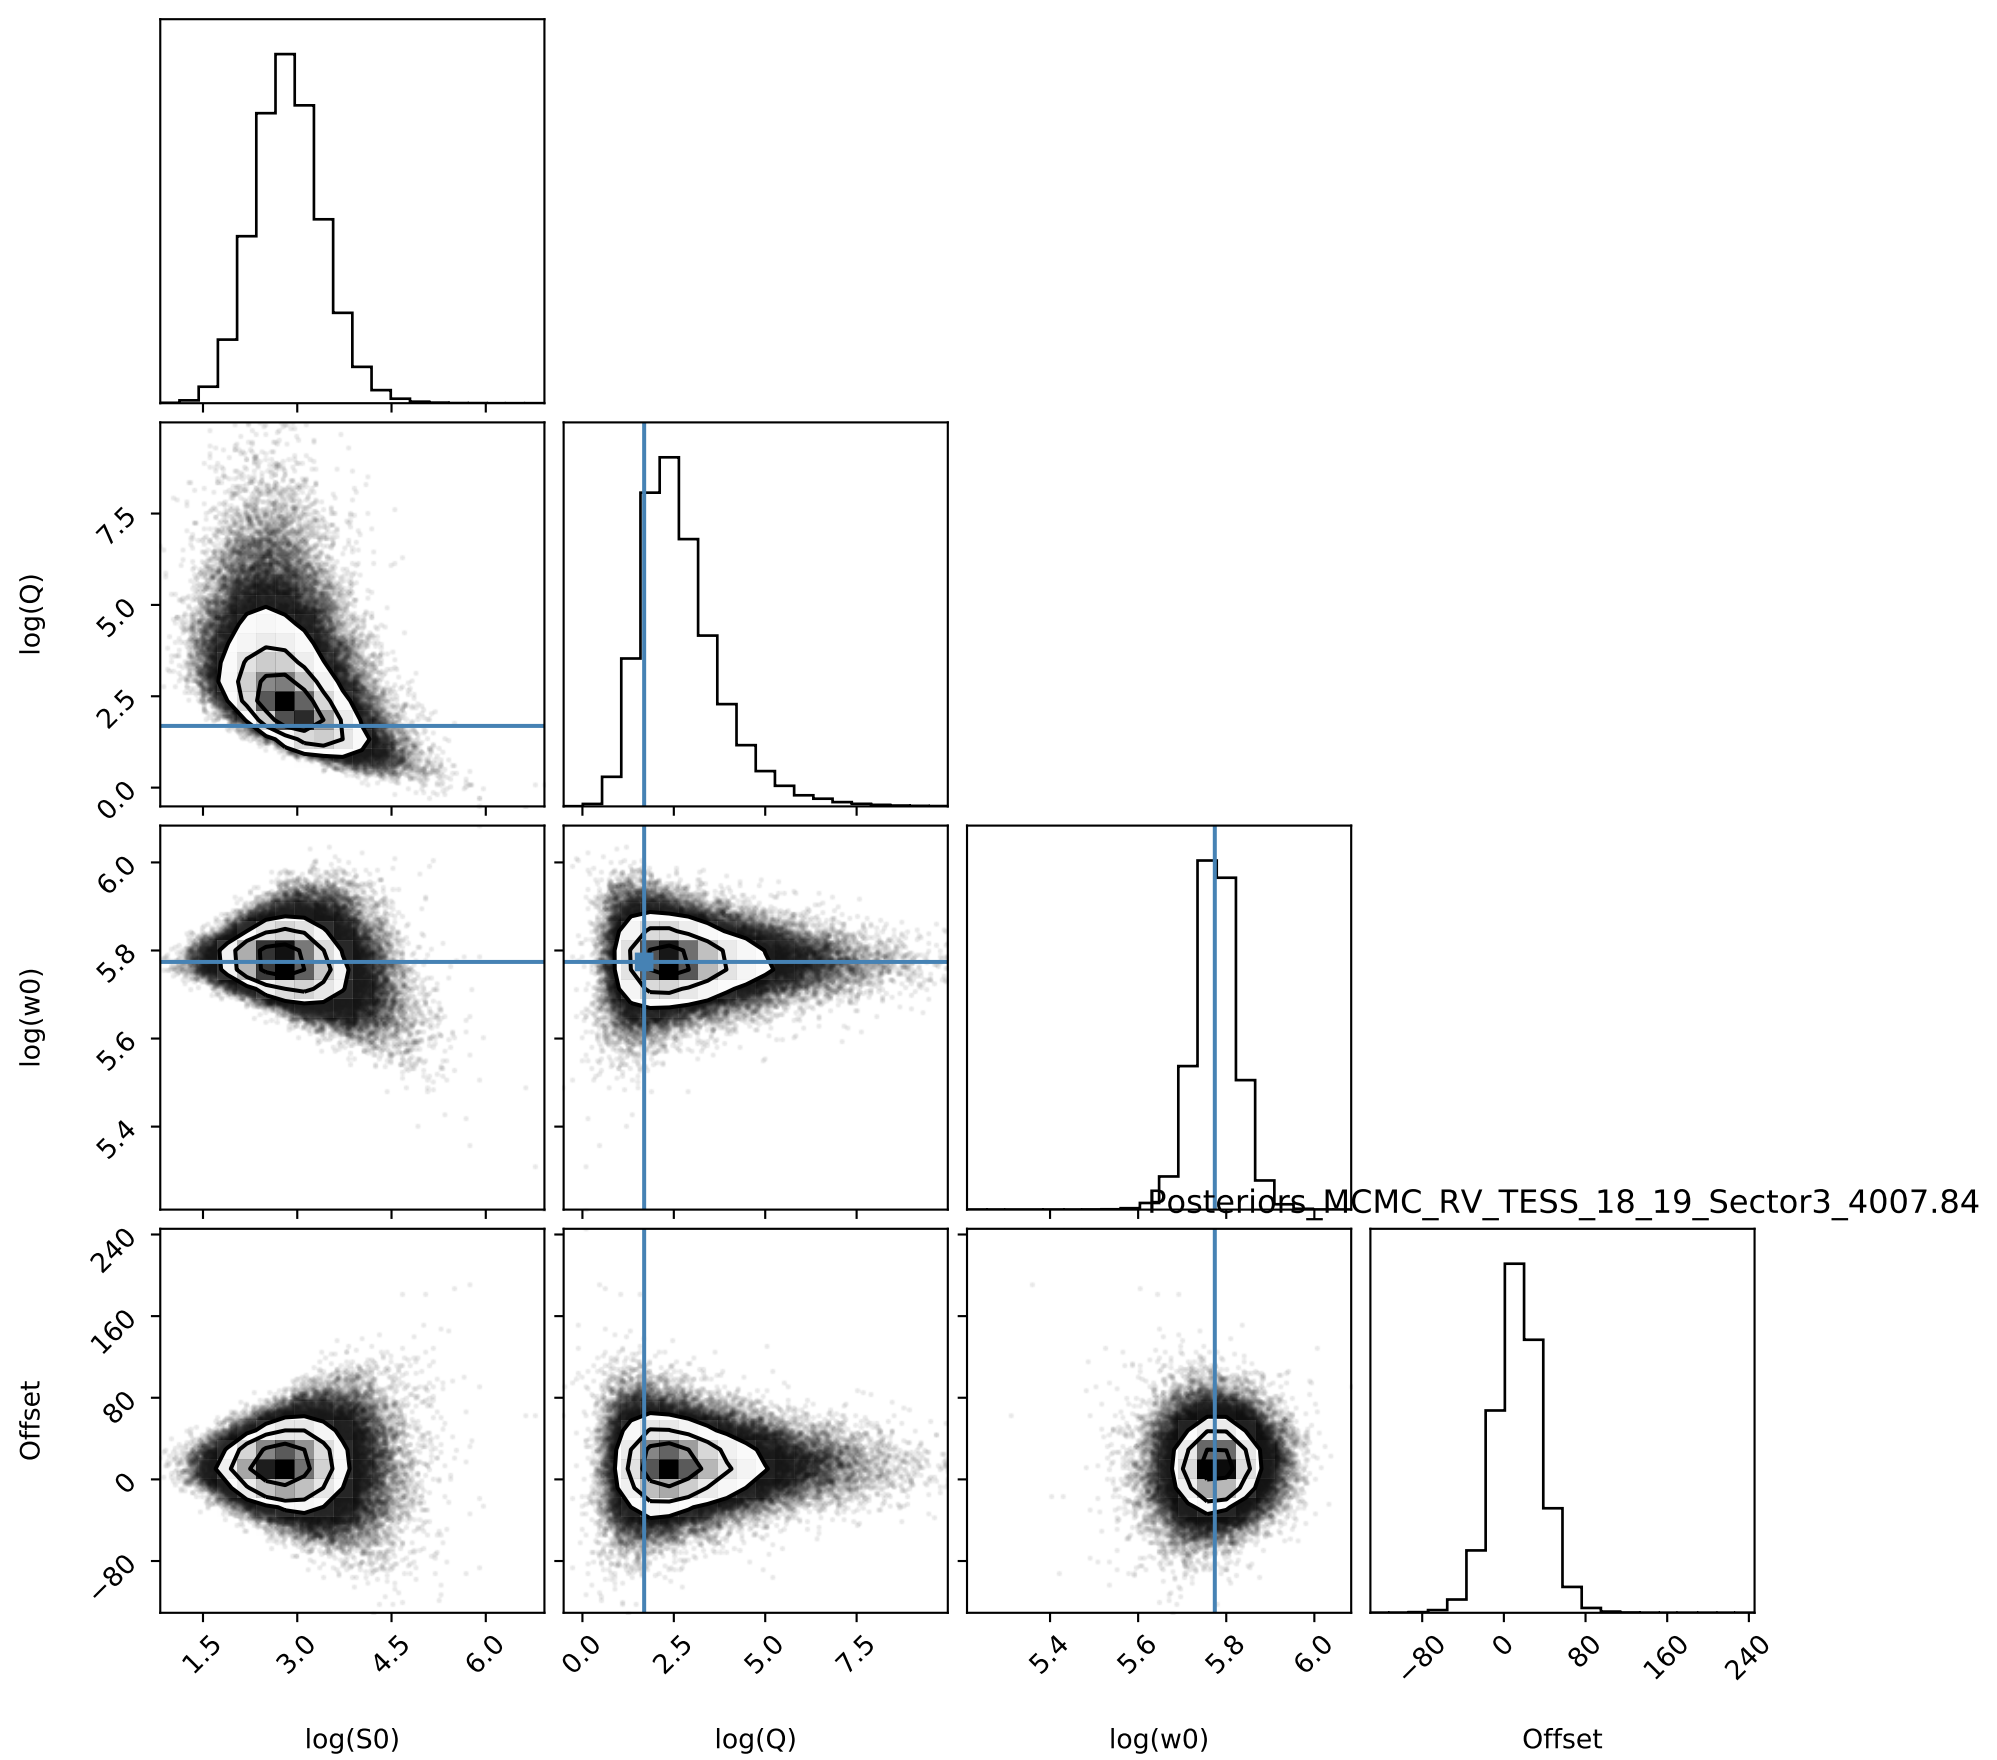 log(Q)
7.5
5.0
2.5
0.0
log(w0)
6.0
5.8
5.6
5.4
Posteriors_MCMC_RV_TESS_18_19_Sector3_4007.84
Offset
240
160
80
0
−80
1.5 3.0 4.5 6.0 0.0 2.5 5.0 7.5 5.4 5.6 5.8 6.0 −80 0 80 160 240
log(S0) log(Q) log(w0) Offset